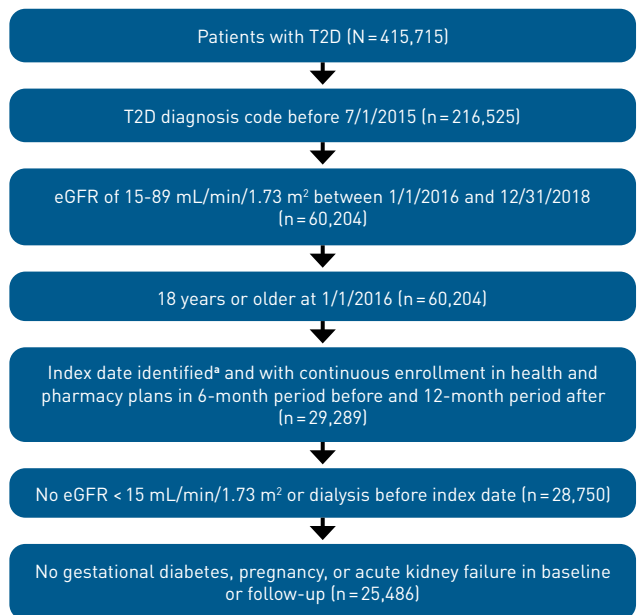 Patients with T2D (N=415,715)
T2D diagnosis code before 7/1/2015 (n=216,525)
eGFR of 15-89 mL/min/1.73 m² between 1/1/2016 and 12/31/2018
(n=60,204)
18 years or older at 1/1/2016 (n=60,204)
Index date identifiedᵃ and with continuous enrollment in health and
pharmacy plans in 6-month period before and 12-month period after
(n=29,289)
No eGFR <15 mL/min/1.73 m² or dialysis before index date (n=28,750)
No gestational diabetes, pregnancy, or acute kidney failure in baseline
or follow-up (n=25,486)